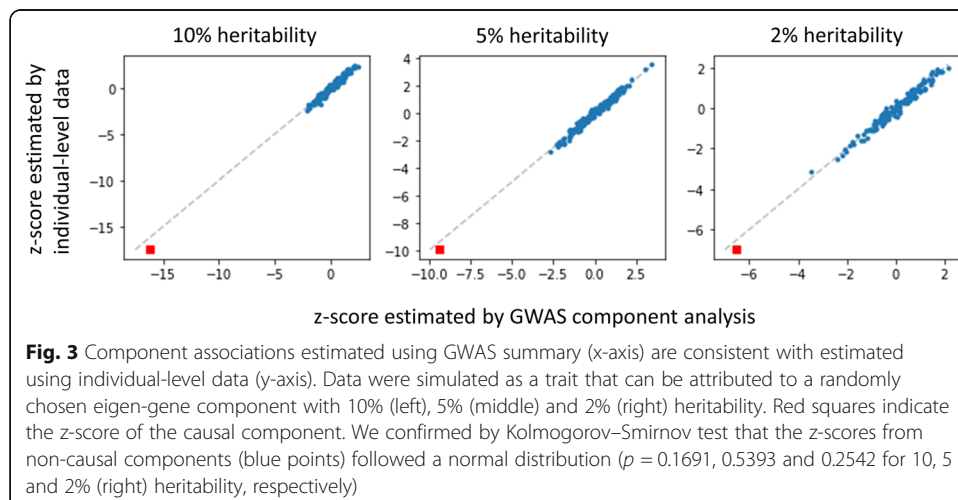 10% heritability
5% heritability
2% heritability
z-score estimated by
individual-level data
0
−5
−10
−15
−15
−10
−5
0
4
2
0
−2
−4
−6
−8
−10
−10.0
−7.5
−5.0
−2.5
0.0
2.5
2
0
−2
−4
−6
−6
−4
−2
0
2
z-score estimated by GWAS component analysis
Fig. 3 Component associations estimated using GWAS summary (x-axis) are consistent with estimated
using individual-level data (y-axis). Data were simulated as a trait that can be attributed to a randomly
chosen eigen-gene component with 10% (left), 5% (middle) and 2% (right) heritability. Red squares indicate
the z-score of the causal component. We confirmed by Kolmogorov–Smirnov test that the z-scores from
non-causal components (blue points) followed a normal distribution (p = 0.1691, 0.5393 and 0.2542 for 10, 5
and 2% (right) heritability, respectively)